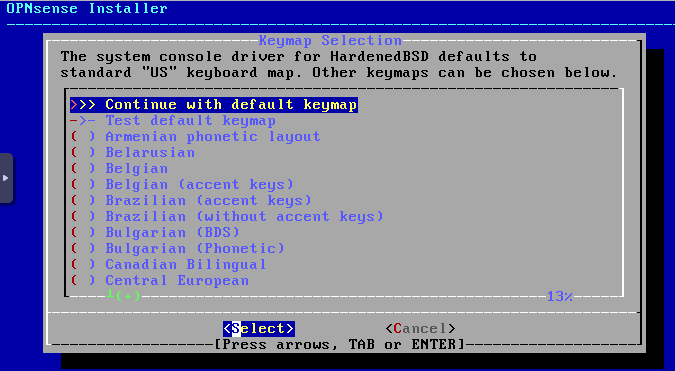 OPNsense Installer
Keymap Selection
The system console driver for HardenedBSD defaults to
standard "US" keyboard map. Other keymaps can be chosen below.
>>> Continue with default keymap
->- Test default keymap
( ) Armenian phonetic layout
( ) Belarusian
( ) Belgian
( ) Belgian (accent keys)
( ) Brazilian (accent keys)
( ) Brazilian (without accent keys)
( ) Bulgarian (BDS)
( ) Bulgarian (Phonetic)
( ) Canadian Bilingual
( ) Central European
┴(+) 13%
<Select> <Cancel>
[Press arrows, TAB or ENTER]